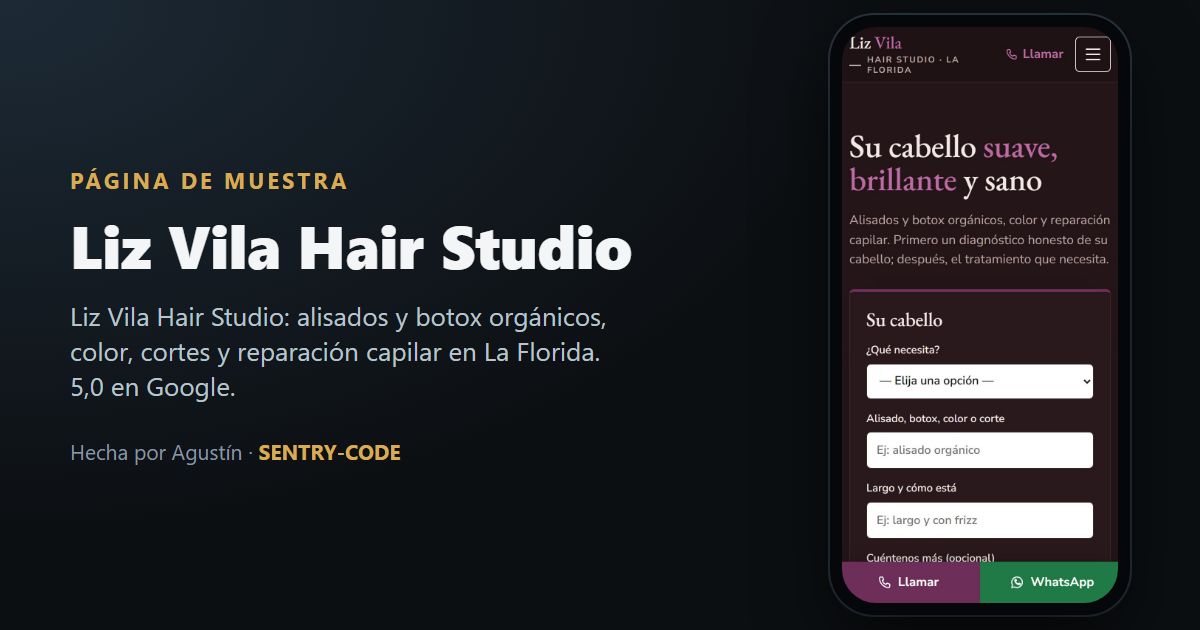 PÁGINA DE MUESTRA
Liz Vila Hair Studio
Liz Vila Hair Studio: alisados y botox orgánicos,
color, cortes y reparación capilar en La Florida.
5,0 en Google.
Hecha por Agustín · SENTRY-CODE
Liz Vila
— HAIR STUDIO · LA
FLORIDA
Llamar
Su cabello suave,
brillante y sano
Alisados y botox orgánicos, color y reparación
capilar. Primero un diagnóstico honesto de su
cabello; después, el tratamiento que necesita.
Su cabello
¿Qué necesita?
— Elija una opción —
Alisado, botox, color o corte
Ej: alisado orgánico
Largo y cómo está
Ej: largo y con frizz
Cuéntenos más (opcional)
Llamar
WhatsApp